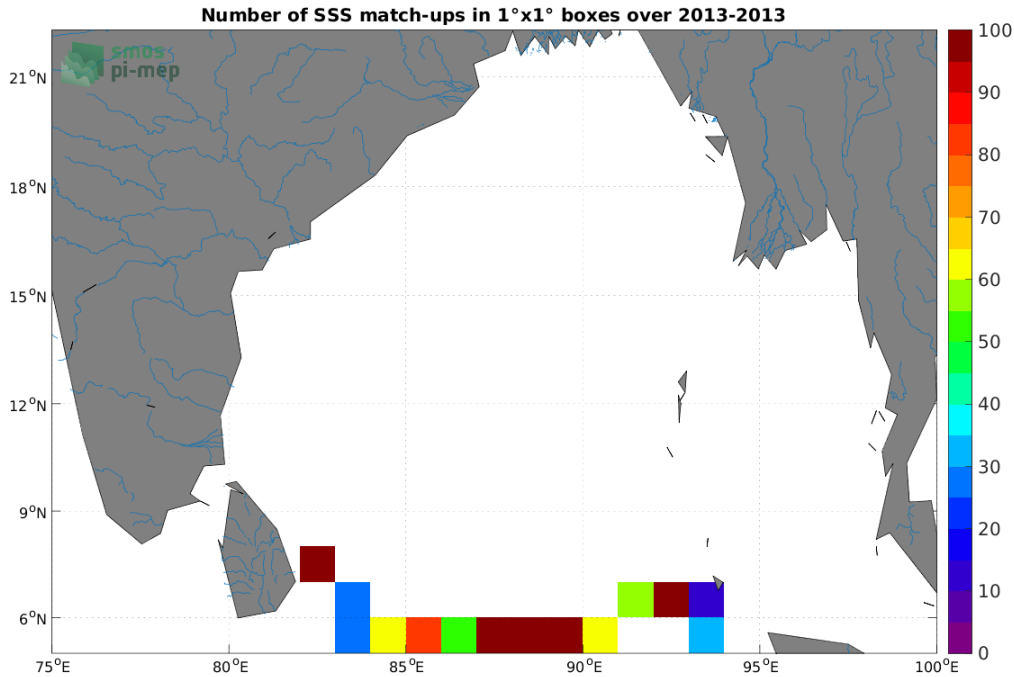 Number of SSS match-ups in 1°x1° boxes over 2013-2013
smos
pi-mep
21°N
18°N
15°N
12°N
9°N
6°N
75°E
80°E
85°E
90°E
95°E
100°E
100
90
80
70
60
50
40
30
20
10
0